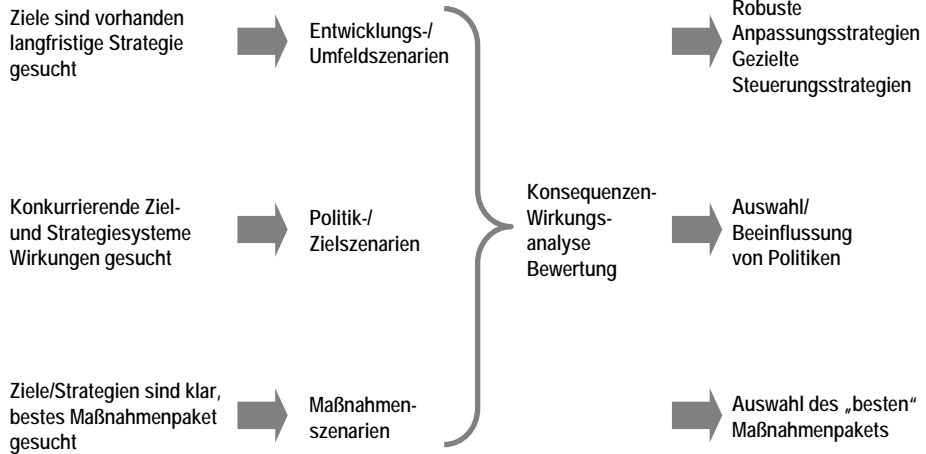 Ziele sind vorhanden
langfristige Strategie
gesucht
Entwicklungs-/
Umfeldszenarien
Robuste
Anpassungsstrategien
Gezielte
Steuerungsstrategien
Konkurrierende Ziel-
und Strategiesysteme
Wirkungen gesucht
Politik-/
Zielszenarien
Konsequenzen-
Wirkungs-
analyse
Bewertung
Auswahl/
Beeinflussung
von Politiken
Ziele/Strategien sind klar,
bestes Maßnahmenpaket
gesucht
Maßnahmen-
szenarien
Auswahl des „besten“
Maßnahmenpakets